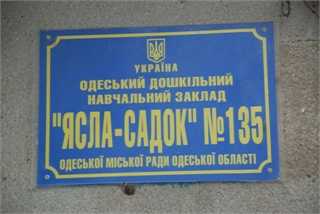 УКРАЇНА
ОДЕСЬКИЙ ДОШКІЛЬНИЙ
НАВЧАЛЬНИЙ ЗАКЛАД
"ЯСЛА-САДОК" №135
ОДЕСЬКОЇ МІСЬКОЇ РАДИ ОДЕСЬКОЇ ОБЛАСТІ